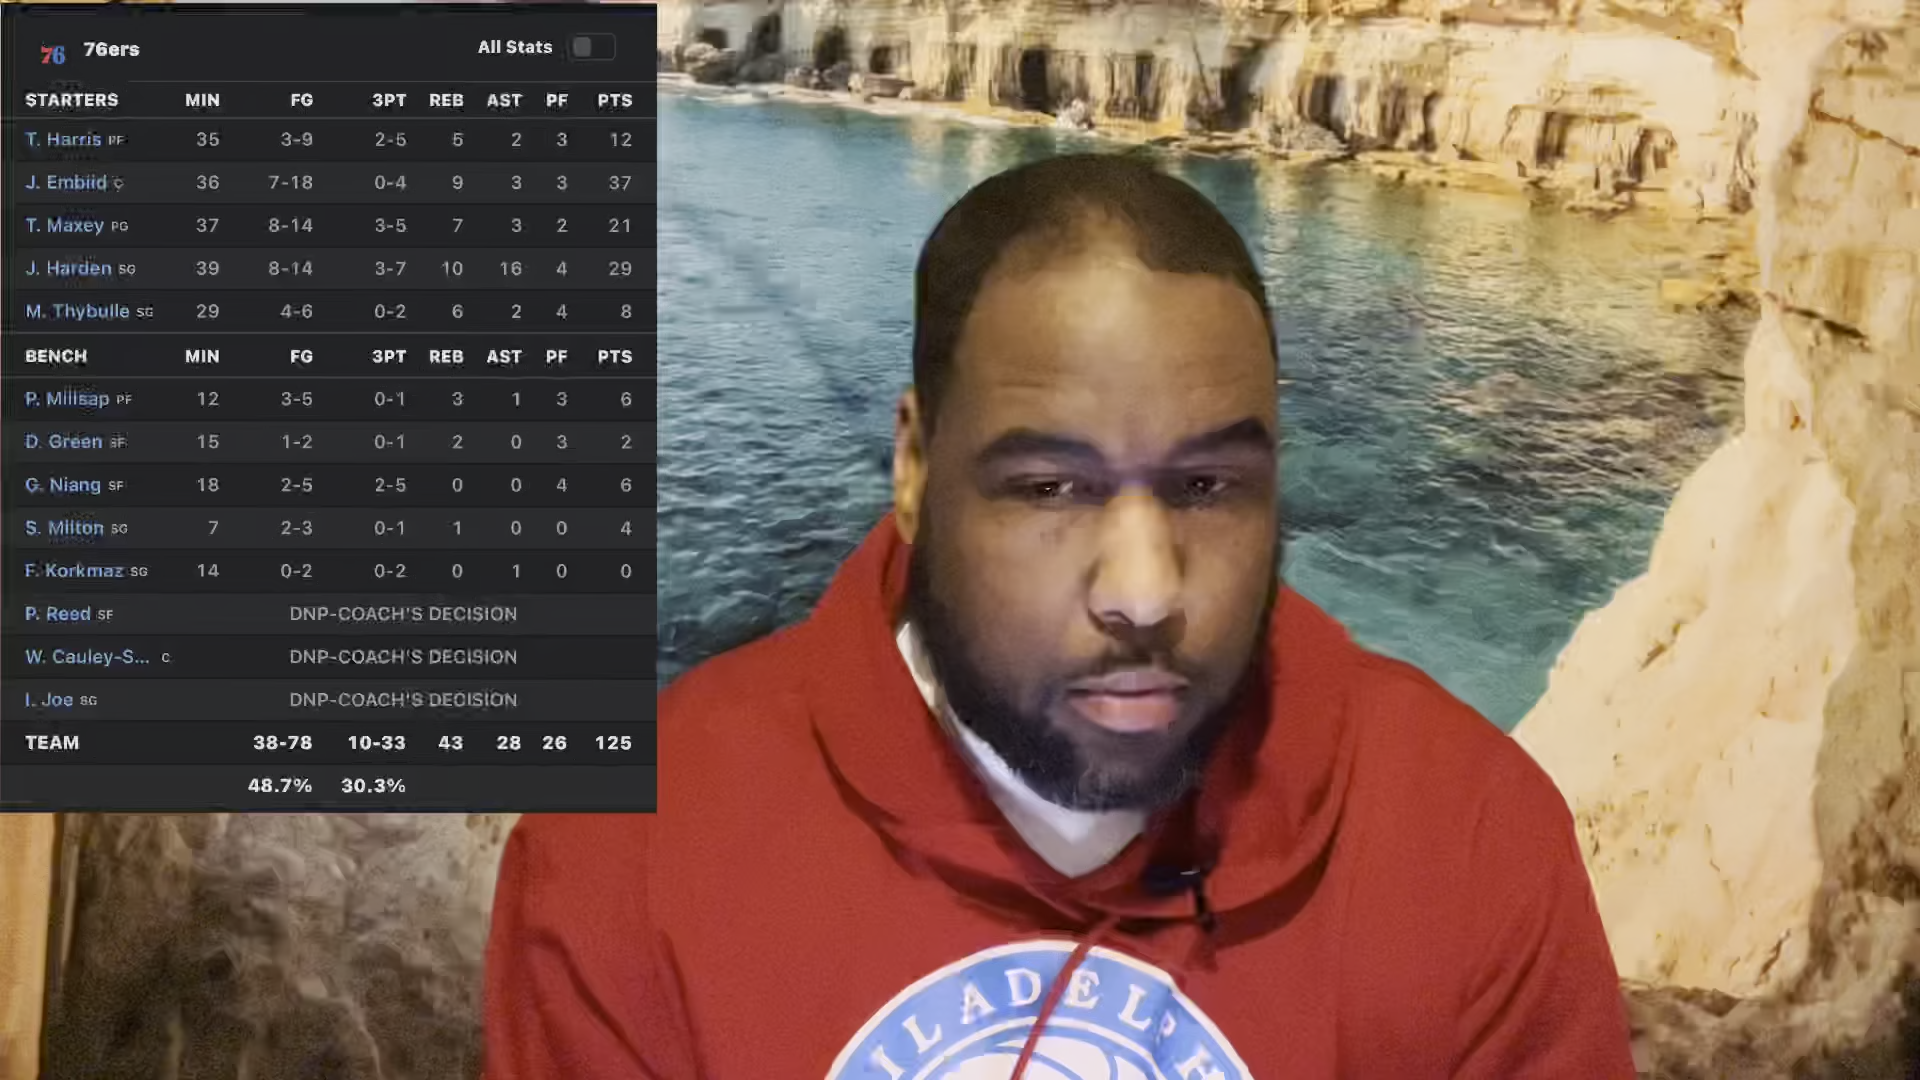 76 76ers All Stats
STARTERS MIN FG 3PT REB AST PF PTS
T. Harris PF 35 3-9 2-5 5 2 3 12
J. Embiid C 36 7-18 0-4 9 3 3 37
T. Maxey PG 37 8-14 3-5 7 3 2 21
J. Harden SG 39 8-14 3-7 10 16 4 29
M. Thybulle SG 29 4-6 0-2 6 2 4 8
BENCH MIN FG 3PT REB AST PF PTS
P. Millsap PF 12 3-5 0-1 3 1 3 6
D. Green SF 15 1-2 0-1 2 0 3 2
G. Niang SF 18 2-5 2-5 0 0 4 6
S. Milton SG 7 2-3 0-1 1 0 0 4
F. Korkmaz SG 14 0-2 0-2 0 1 0 0
P. Reed SF DNP-COACH'S DECISION
W. Cauley-S... C DNP-COACH'S DECISION
I. Joe SG DNP-COACH'S DECISION
TEAM 38-78 10-33 43 28 26 125
48.7% 30.3%
ILADELPH